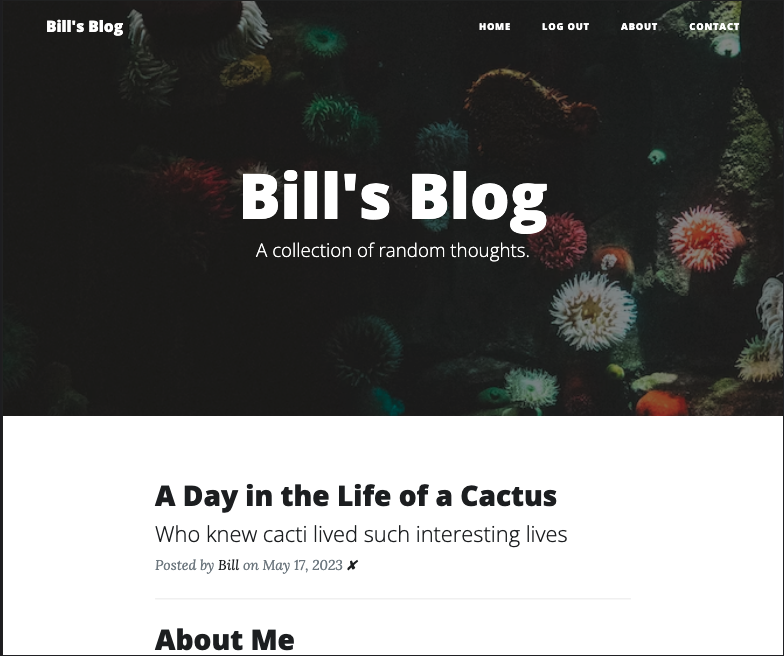 Bill's Blog HOME LOG OUT ABOUT CONTACT
Bill's Blog
A collection of random thoughts.
A Day in the Life of a Cactus
Who knew cacti lived such interesting lives
Posted by Bill on May 17, 2023 ✘
About Me